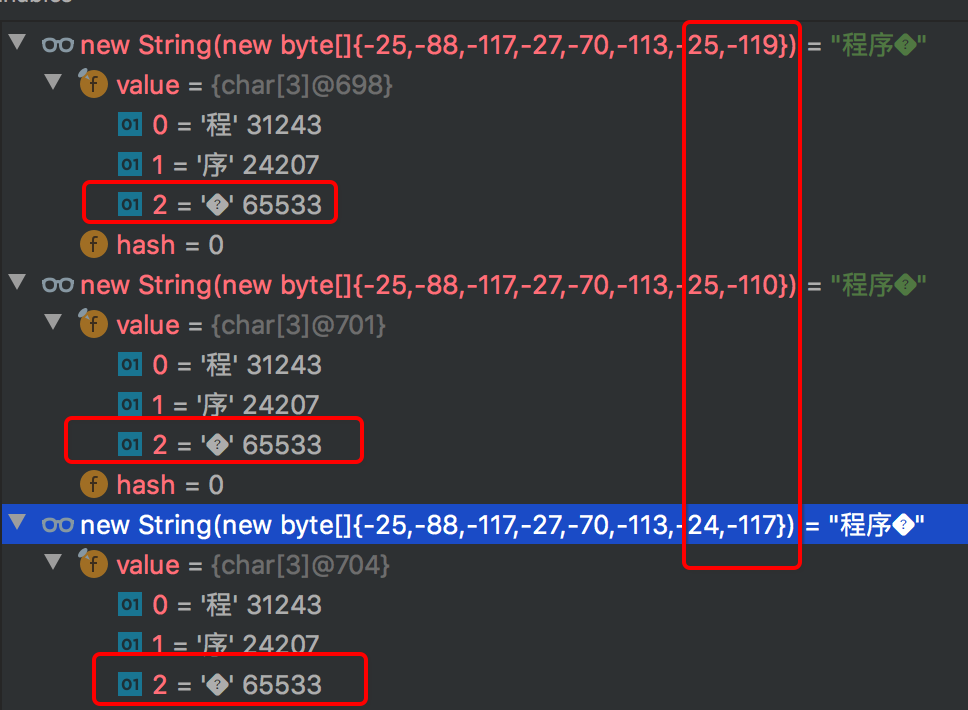 new String(new byte[]{-25,-88,-117,-27,-70,-113,-25,-119}) = "程序�"
value = {char[3]@698}
01 0 = '程' 31243
01 1 = '序' 24207
01 2 = '�' 65533
f hash = 0
new String(new byte[]{-25,-88,-117,-27,-70,-113,-25,-110}) = "程序�"
f value = {char[3]@701}
01 0 = '程' 31243
01 1 = '序' 24207
01 2 = '�' 65533
f hash = 0
new String(new byte[]{-25,-88,-117,-27,-70,-113,-24,-117}) = "程序�"
f value = {char[3]@704}
01 0 = '程' 31243
01 1 = '序' 24207
01 2 = '�' 65533